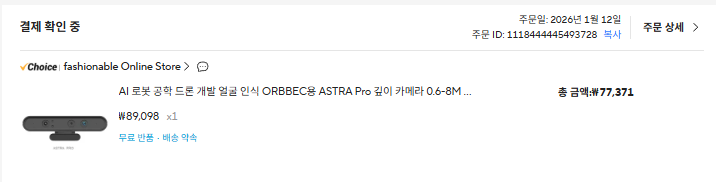 결제 확인 중
주문일: 2026년 1월 12일
주문 ID: 1118444445493728 복사
주문 상세 >
Choice | fashionable Online Store >
AI 로봇 공학 드론 개발 얼굴 인식 ORBBEC용 ASTRA Pro 깊이 카메라 0.6-8M ...
총 금액:₩77,371
₩89,098 x1
무료 반품 · 배송 약속
ASTRA PRO